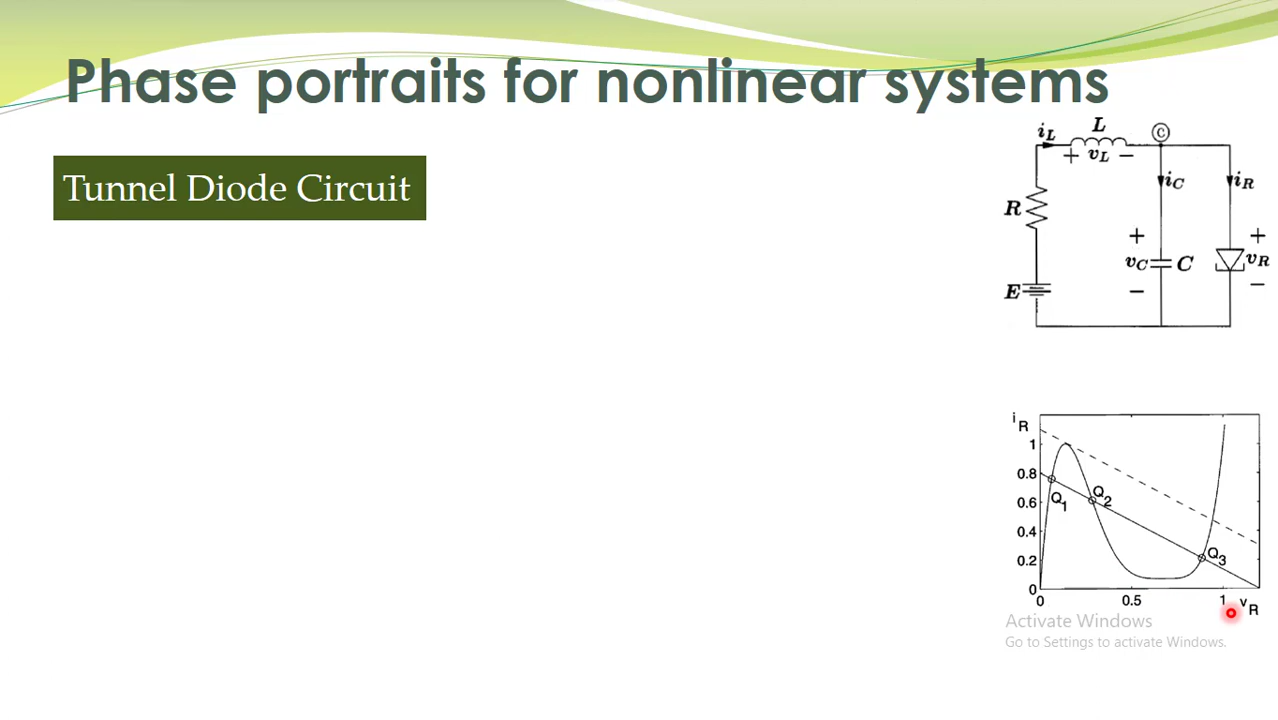 Phase portraits for nonlinear systems
Tunnel Diode Circuit
iL
L
C
+ vL −
iC
iR
R
+
+
vC
C
vR
−
−
E
iR
1
0.8
0.6
0.4
0.2
0
Q1
Q2
Q3
0
0.5
1
vR
Activate Windows
Go to Settings to activate Windows.